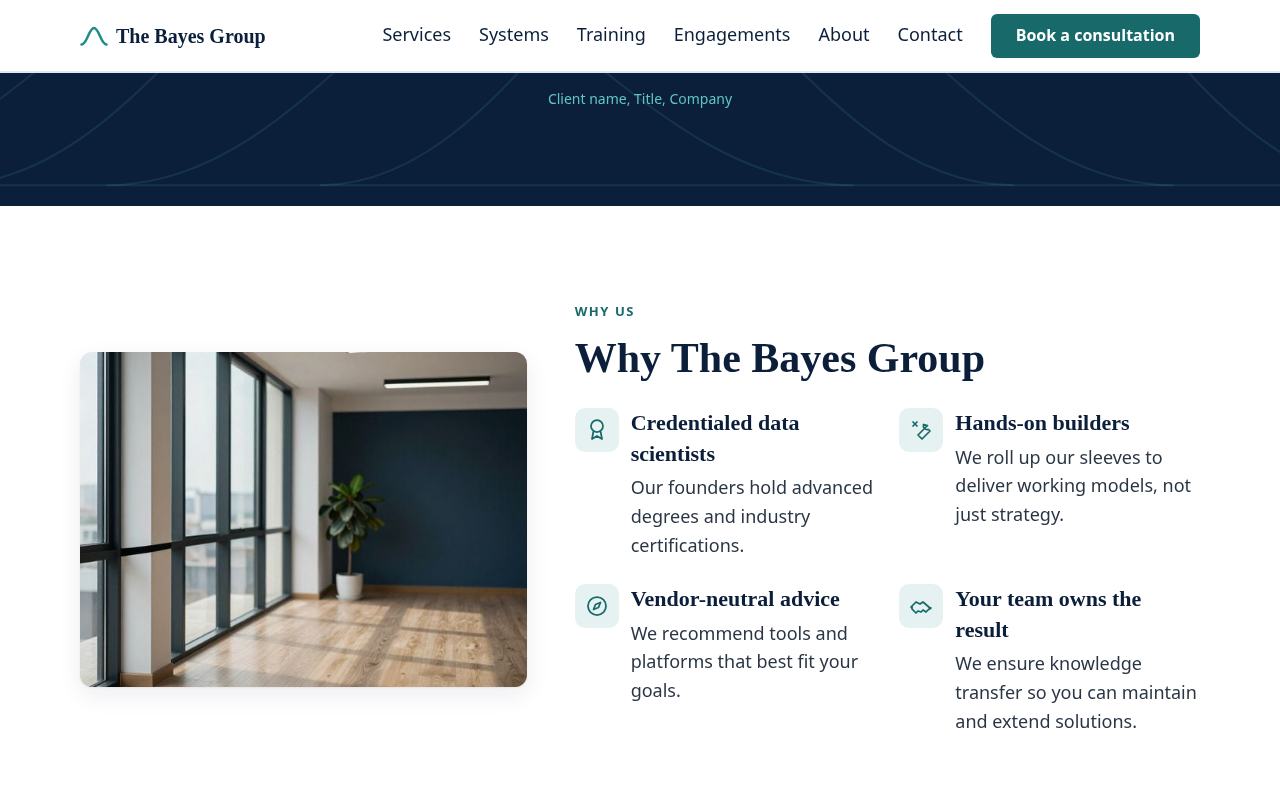 The Bayes Group
Services
Systems
Training
Engagements
About
Contact
Book a consultation
Client name, Title, Company
WHY US
Why The Bayes Group
Credentialed data
scientists
Our founders hold advanced
degrees and industry
certifications.
Hands-on builders
We roll up our sleeves to
deliver working models, not
just strategy.
Vendor-neutral advice
We recommend tools and
platforms that best fit your
goals.
Your team owns the
result
We ensure knowledge
transfer so you can maintain
and extend solutions.